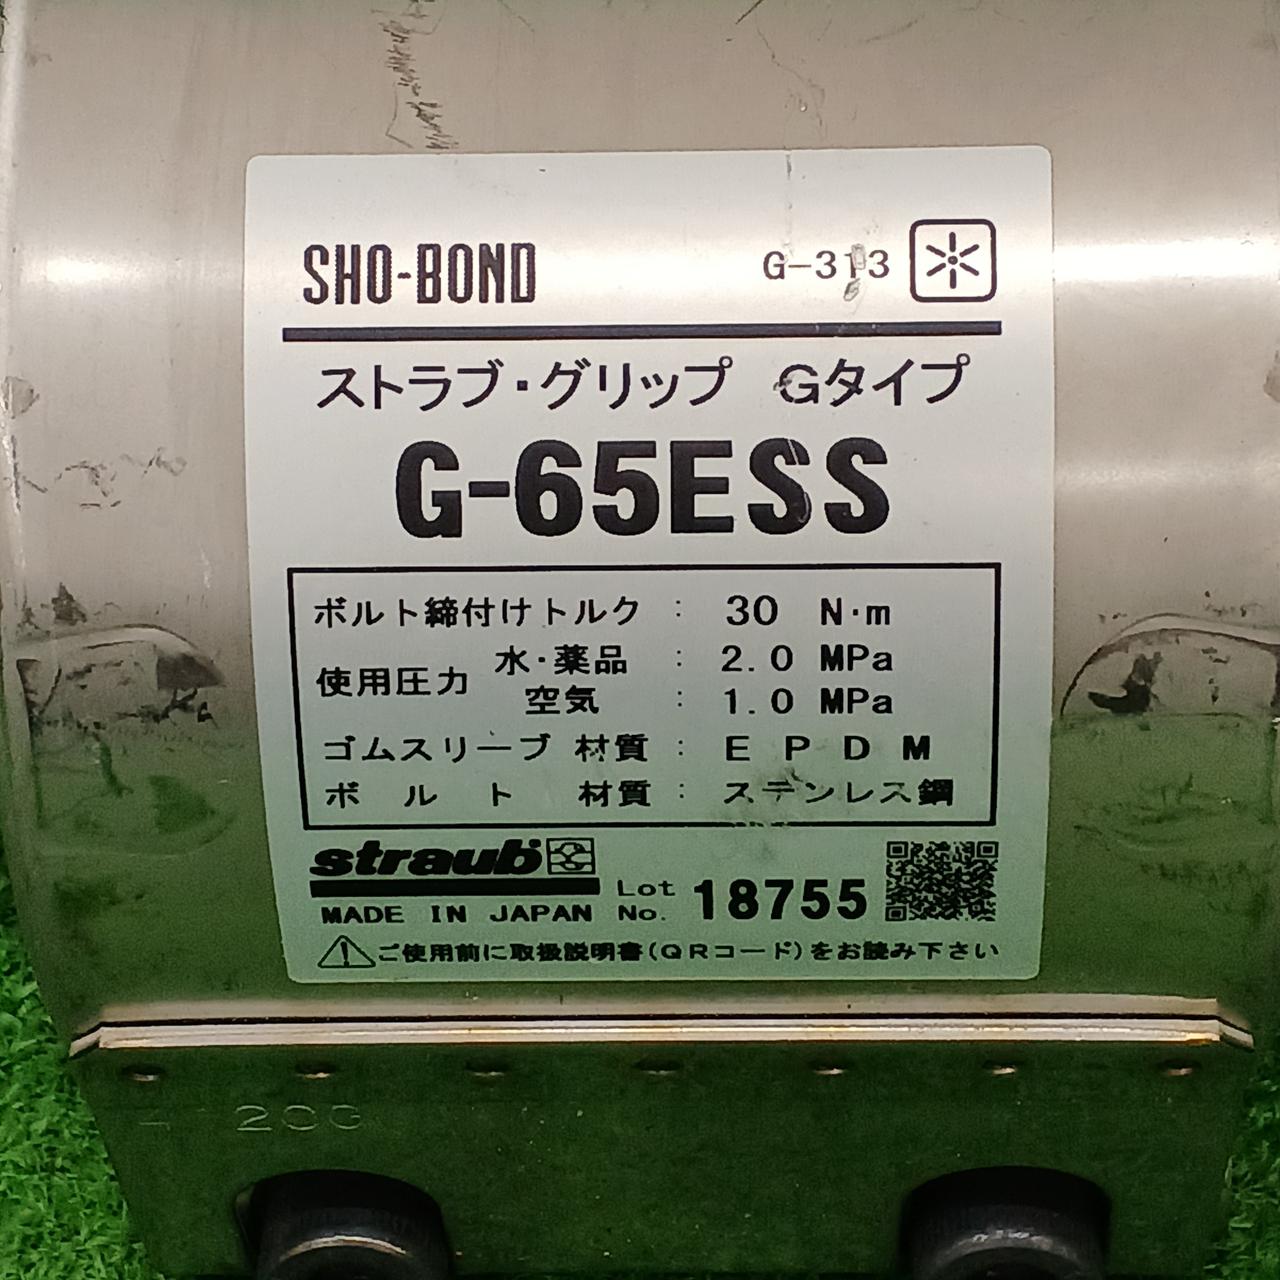 SHO-BOND G-313
ストラブ・グリップ Gタイプ
G-65ESS
ボルト締付けトルク : 30 N・m
使用圧力 水・薬品 : 2.0 MPa
空気 : 1.0 MPa
ゴムスリーブ 材質 : EPDM
ボルト 材質 : ステンレス鋼
straub
MADE IN JAPAN Lot No. 18755
ご使用前に取扱説明書(QRコード)をお読み下さい